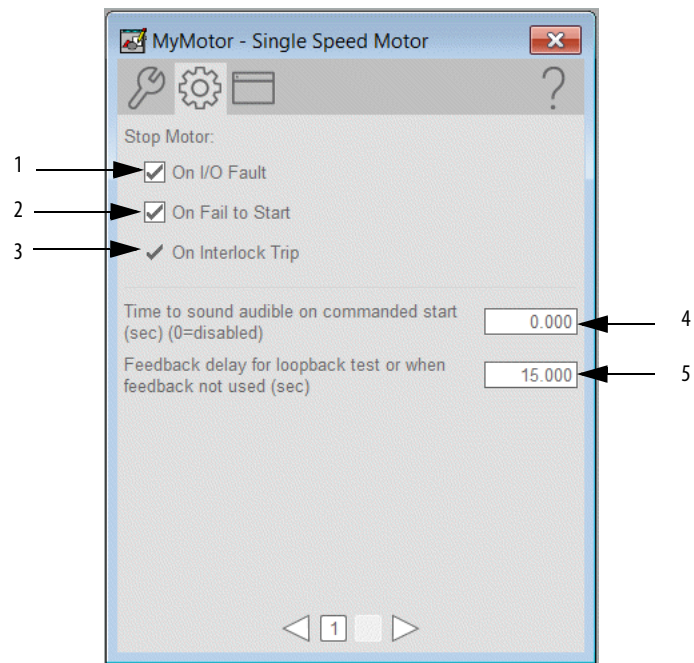 MyMotor - Single Speed Motor
?
Stop Motor:
1
On I/O Fault
2
On Fail to Start
3
On Interlock Trip
Time to sound audible on commanded start
(sec) (0=disabled)
0.000
4
Feedback delay for loopback test or when
feedback not used (sec)
15.000
5
1